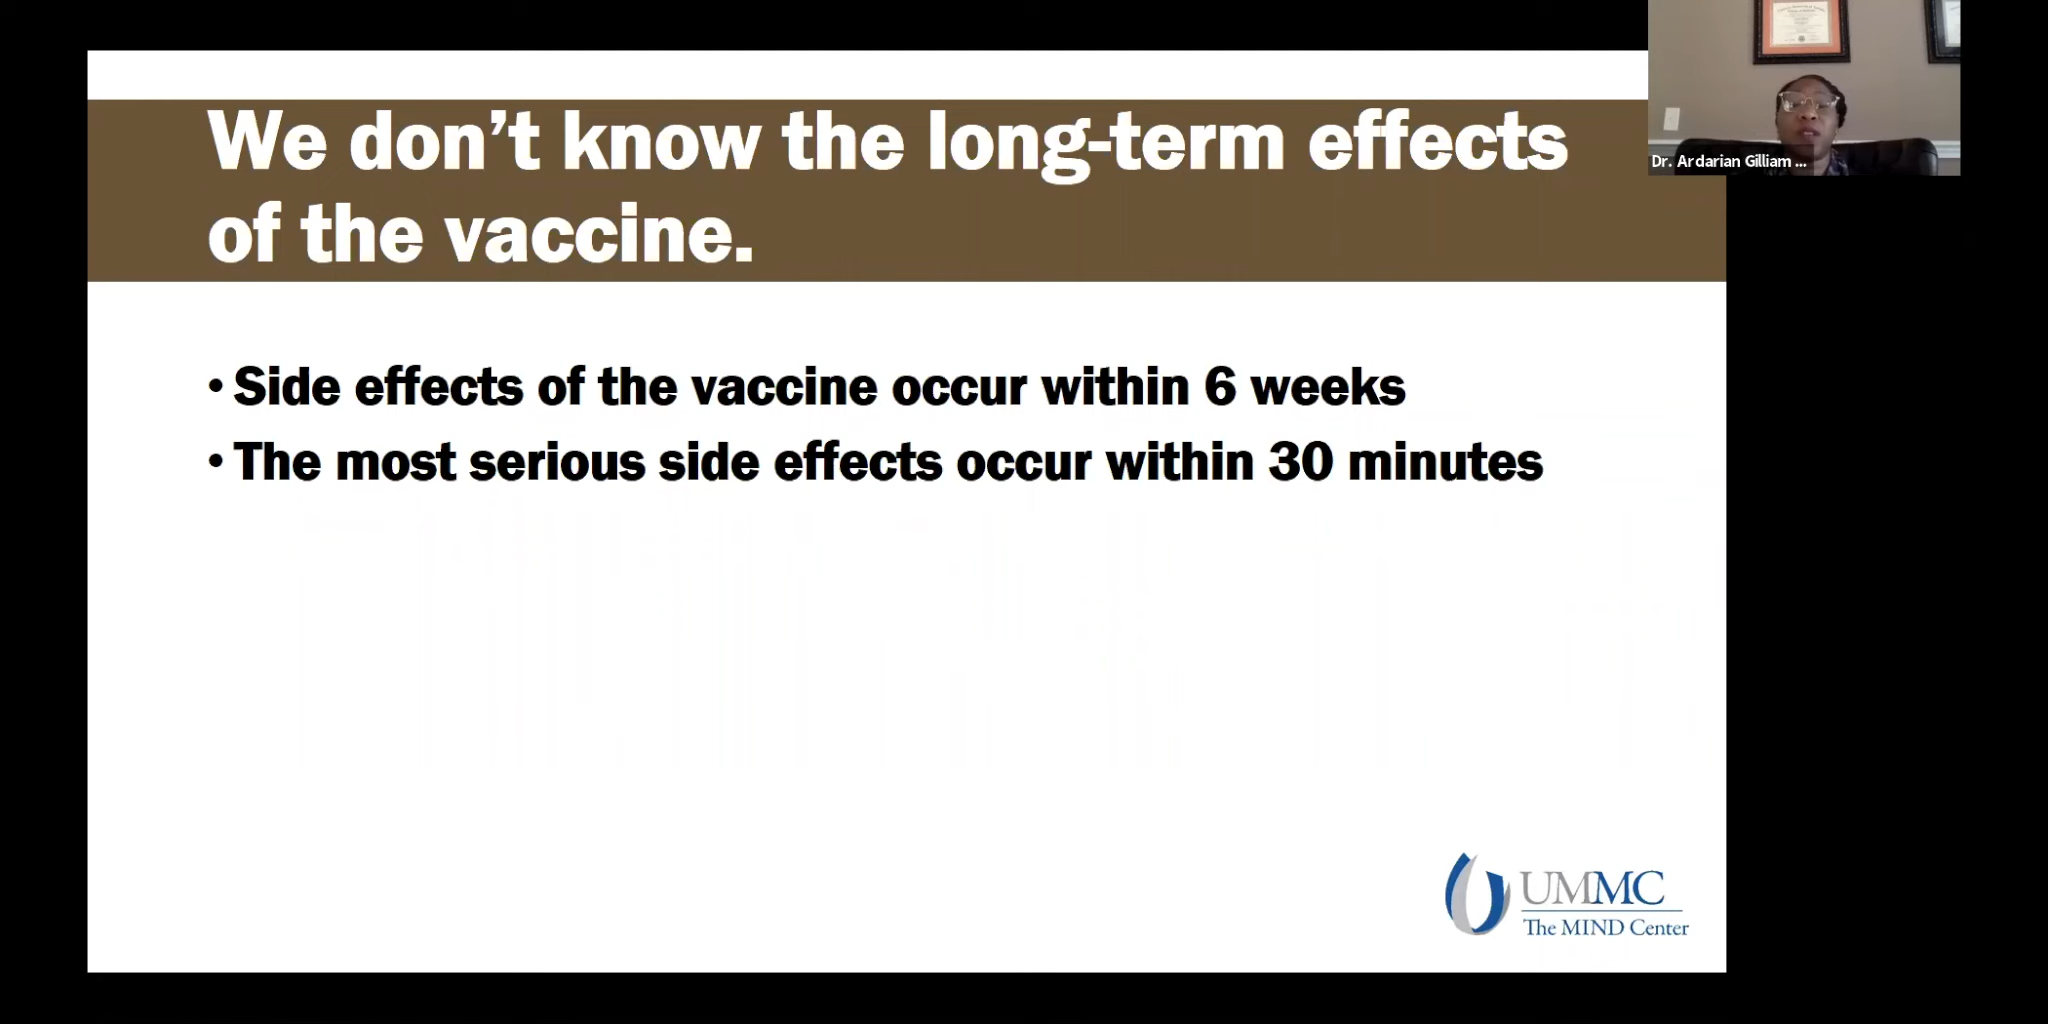 We don’t know the long-term effects
of the vaccine.
Dr. Ardarian Gilliam ...
• Side effects of the vaccine occur within 6 weeks
• The most serious side effects occur within 30 minutes
UMMC
The MIND Center